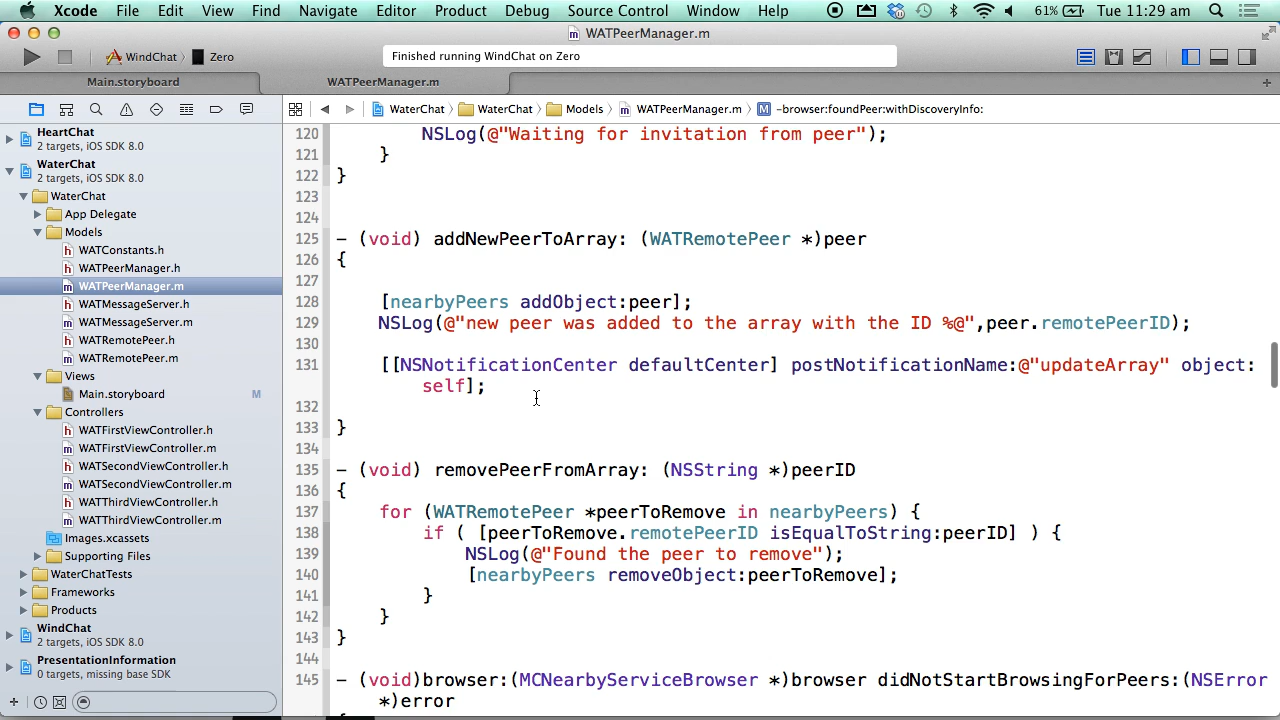 Xcode File Edit View Find Navigate Editor Product Debug Source Control Window Help 61% Tue 11:29 am
WATPeerManager.m
WindChat Zero Finished running WindChat on Zero
Main.storyboard WATPeerManager.m
WaterChat WaterChat Models WATPeerManager.m M -browser:foundPeer:withDiscoveryInfo:
HeartChat
2 targets, iOS SDK 8.0
WaterChat
2 targets, iOS SDK 8.0
WaterChat
App Delegate
Models
h WATConstants.h
h WATPeerManager.h
m WATPeerManager.m
h WATMessageServer.h
m WATMessageServer.m
h WATRemotePeer.h
m WATRemotePeer.m
Views
Main.storyboard M
Controllers
h WATFirstViewController.h
m WATFirstViewController.m
h WATSecondViewController.h
m WATSecondViewController.m
h WATThirdViewController.h
m WATThirdViewController.m
Images.xcassets
Supporting Files
WaterChatTests
Frameworks
Products
WindChat
2 targets, iOS SDK 8.0
PresentationInformation
2 targets, missing base SDK
120 NSLog(@"Waiting for invitation from peer");
121 }
122 }
123
124
125 - (void) addNewPeerToArray: (WATRemotePeer *)peer
126 {
127
128 [nearbyPeers addObject:peer];
129 NSLog(@"new peer was added to the array with the ID %@",peer.remotePeerID);
130
131 [[NSNotificationCenter defaultCenter] postNotificationName:@"updateArray" object:
self];
132
133 }
134
135 - (void) removePeerFromArray: (NSString *)peerID
136 {
137 for (WATRemotePeer *peerToRemove in nearbyPeers) {
138 if ( [peerToRemove.remotePeerID isEqualToString:peerID] ) {
139 NSLog(@"Found the peer to remove");
140 [nearbyPeers removeObject:peerToRemove];
141 }
142 }
143 }
144
145 - (void)browser:(MCNearbyServiceBrowser *)browser didNotStartBrowsingForPeers:(NSError
*)error